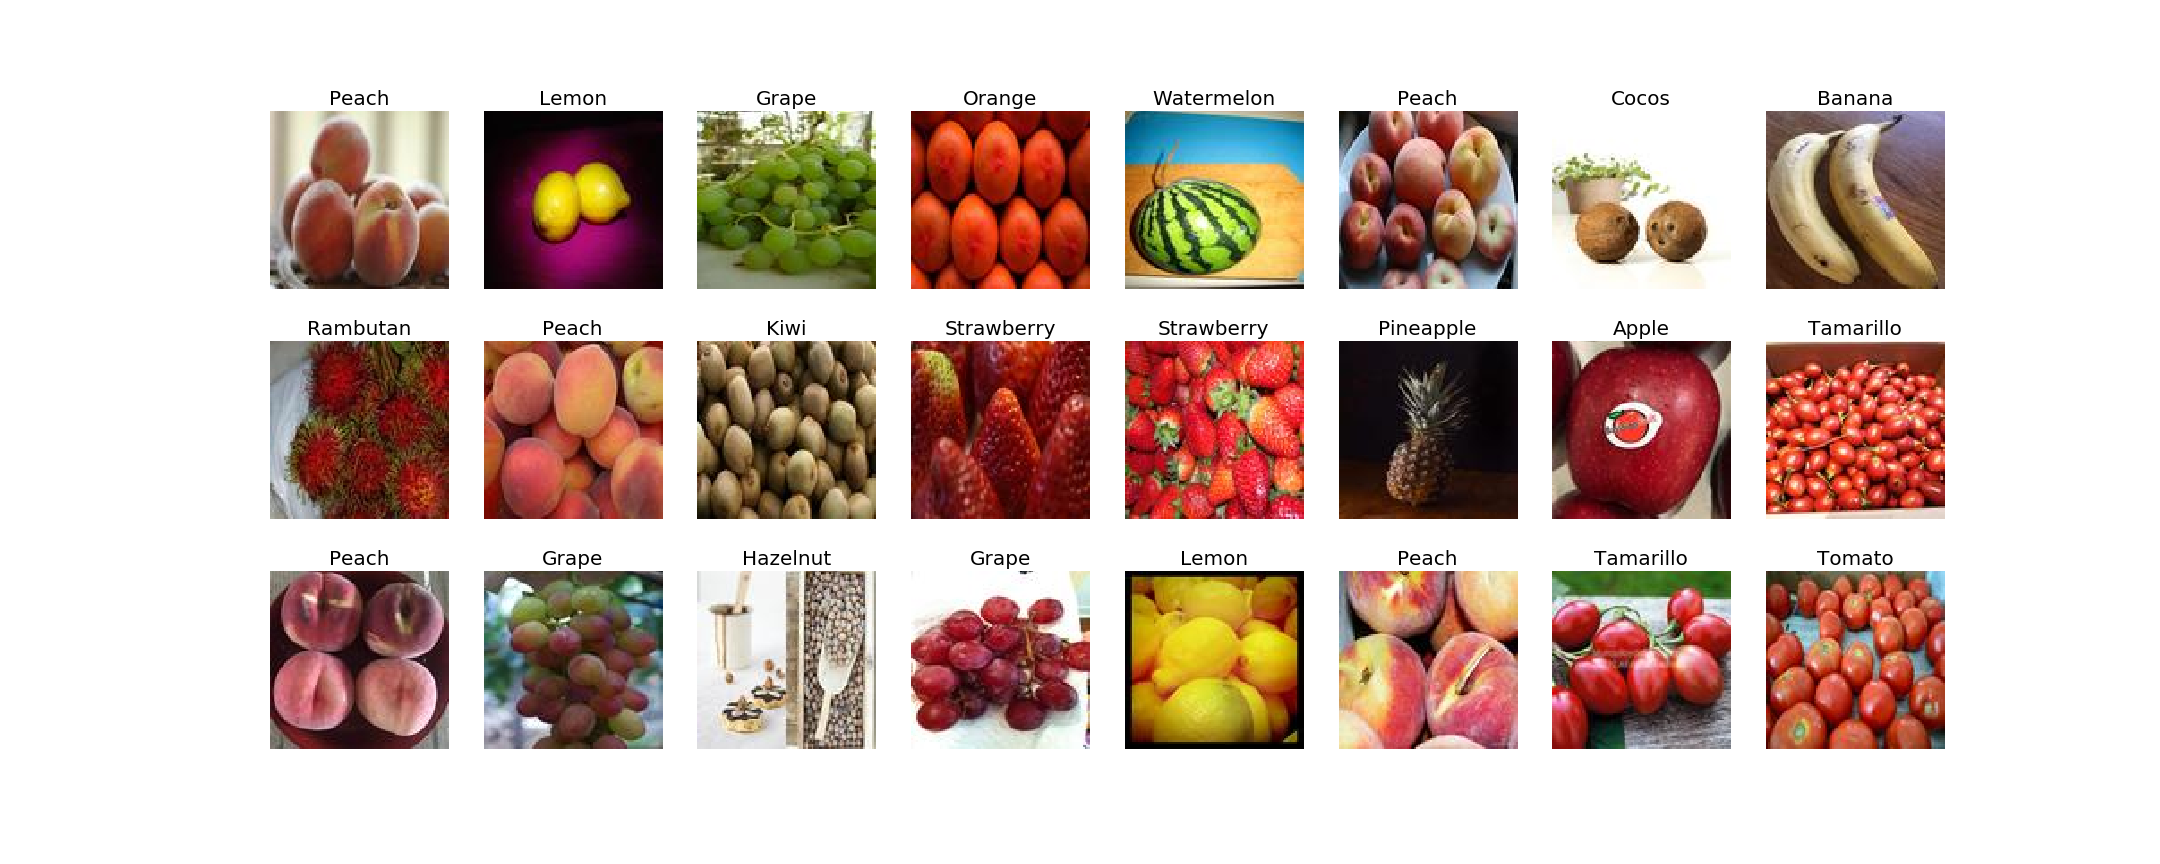 Peach
Lemon
Grape
Orange
Watermelon
Peach
Cocos
Banana
Rambutan
Peach
Kiwi
Strawberry
Strawberry
Pineapple
Apple
Tamarillo
Peach
Grape
Hazelnut
Grape
Lemon
Peach
Tamarillo
Tomato